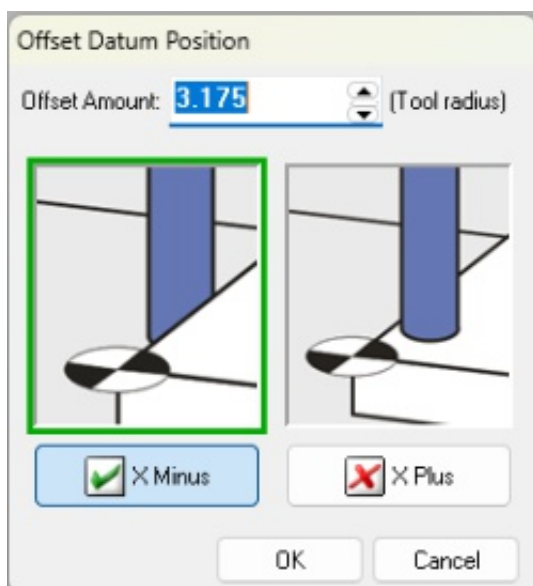 Offset Datum Position
Offset Amount: 3.175 (Tool radius)
X Minus X Plus
OK Cancel